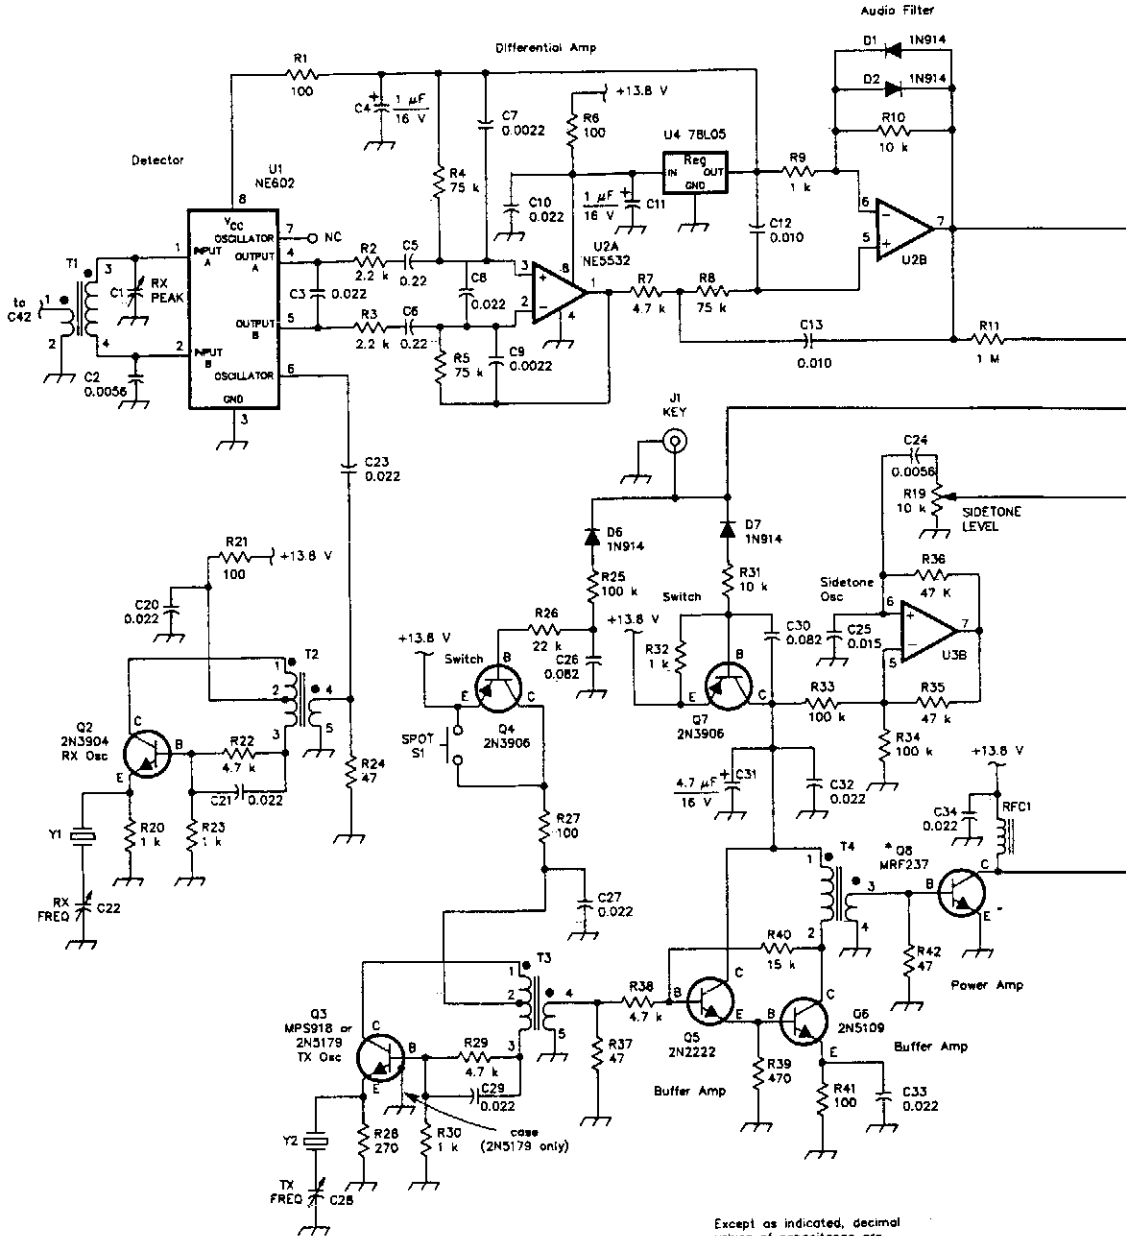 Audio Filter
D1
1N914
D2
1N914
R10
10 k
Differential Amp
R1
100
C4
+
1 µF
16 V
C7
0.0022
+13.8 V
R6
100
U4 78L05
Reg
IN
OUT
GND
R9
1 k
Detector
U1
NE602
R4
75 k
C10
0.022
1 µF
16 V
+
C11
C12
0.010
6
5
7
U2B
8
VCC
OSCILLATOR
7
NC
INPUT
A
1
OUTPUT
A
4
R2
2.2 k
C5
0.22
C8
0.022
U2A
NE5532
3
2
8
1
4
R7
4.7 k
R8
75 k
T1
3
C1
RX
PEAK
to
C42
1
2
4
C3
0.022
OUTPUT
B
5
R3
2.2 k
C6
0.22
INPUT
B
2
OSCILLATOR
6
GND
3
C2
0.0056
R5
75 k
C9
0.0022
C13
0.010
R11
1 M
J1
KEY
C23
0.022
C24
0.0056
R19
10 k
SIDETONE
LEVEL
D6
1N914
D7
1N914
R21
100
+13.8 V
R25
100 k
R31
10 k
Sidetone
Osc
R36
47 K
C20
0.022
R26
22 k
+13.8 V
Switch
C30
0.082
6
5
7
C25
0.015
U3B
+13.8 V
Switch
C26
0.082
R32
1 k
B
E
C
Q4
2N3906
B
E
C
Q7
2N3906
R33
100 k
R35
47 k
T2
1
2
3
4
5
Q2
2N3904
RX Osc
C
B
E
R22
4.7 k
SPOT
S1
R34
100 k
+13.8 V
C21
0.022
R24
47
4.7 µF
16 V
+
C31
C32
0.022
C34
0.022
RFC1
Y1
R20
1 k
R23
1 k
R27
100
T4
1
2
3
4
* Q8
MRF237
B
C
E
RX
FREQ
C22
C27
0.022
R40
15 k
R42
47
Power Amp
T3
1
2
3
4
5
R38
4.7 k
B
C
E
Q5
2N2222
B
C
E
Q6
2N5109
Q3
MPS918 or
2N5179
TX Osc
C
B
E
R29
4.7 k
R37
47
R39
470
Buffer Amp
Buffer Amp
C29
0.022
R41
100
C33
0.022
Y2
R28
270
R30
1 k
case
(2N5179 only)
TX
FREQ
C28
Except as indicated, decimal